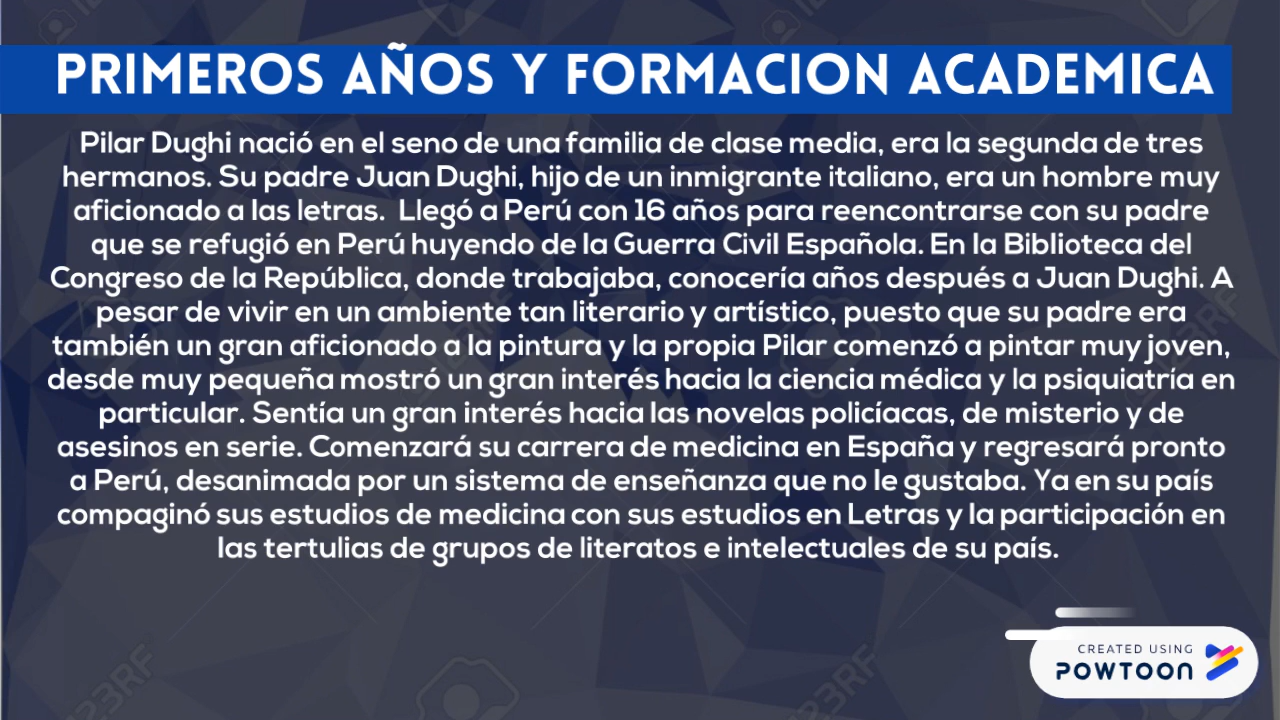 PRIMEROS AÑOS Y FORMACION ACADEMICA
Pilar Dughi nació en el seno de una familia de clase media, era la segunda de tres
hermanos. Su padre Juan Dughi, hijo de un inmigrante italiano, era un hombre muy
aficionado a las letras.  Llegó a Perú con 16 años para reencontrarse con su padre
que se refugió en Perú huyendo de la Guerra Civil Española. En la Biblioteca del
Congreso de la República, donde trabajaba, conocería años después a Juan Dughi. A
pesar de vivir en un ambiente tan literario y artístico, puesto que su padre era
también un gran aficionado a la pintura y la propia Pilar comenzó a pintar muy joven,
desde muy pequeña mostró un gran interés hacia la ciencia médica y la psiquiatría en
particular. Sentía un gran interés hacia las novelas policíacas, de misterio y de
asesinos en serie. Comenzará su carrera de medicina en España y regresará pronto
a Perú, desanimada por un sistema de enseñanza que no le gustaba. Ya en su país
compaginó sus estudios de medicina con sus estudios en Letras y la participación en
las tertulias de grupos de literatos e intelectuales de su país.
CREATED USING
POWTOON
123RF